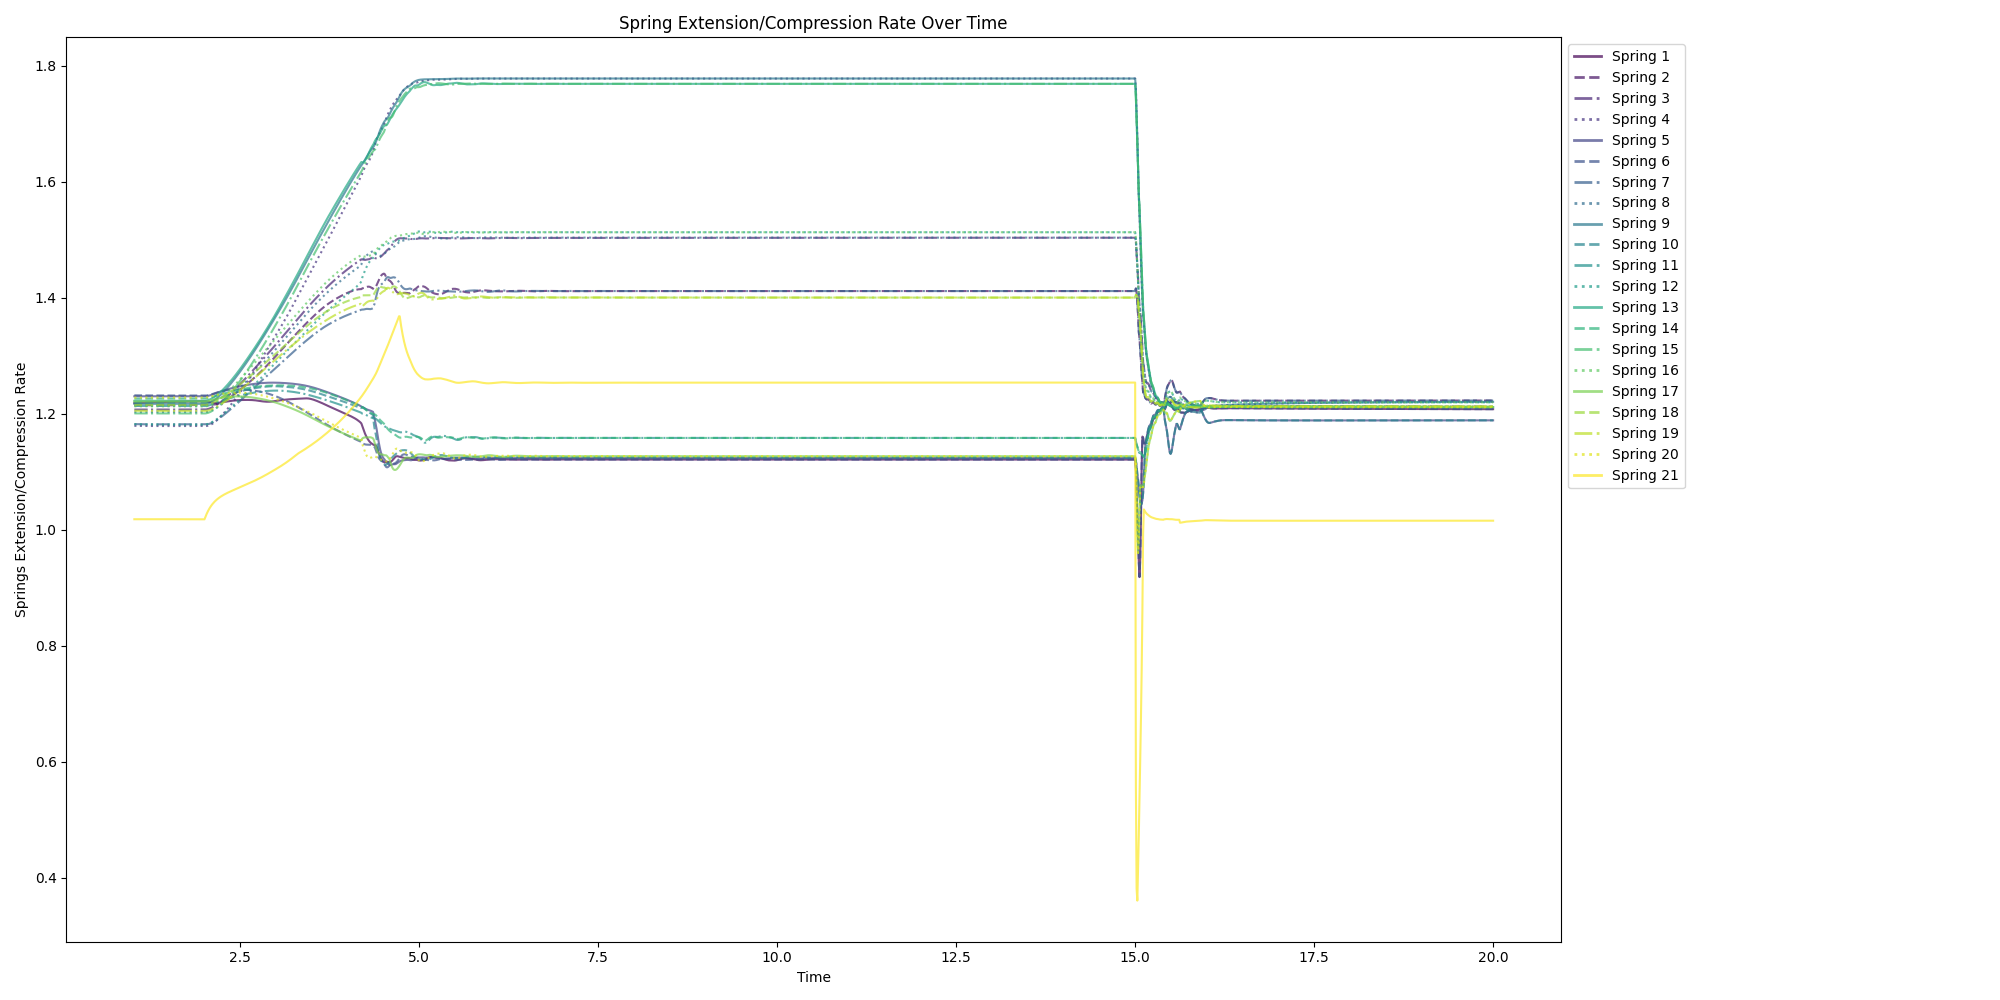 Spring Extension/Compression Rate Over Time
Springs Extension/Compression Rate
1.8
1.6
1.4
1.2
1.0
0.8
0.6
0.4
2.5
5.0
7.5
10.0
12.5
15.0
17.5
20.0
Time
Spring 1
Spring 2
Spring 3
Spring 4
Spring 5
Spring 6
Spring 7
Spring 8
Spring 9
Spring 10
Spring 11
Spring 12
Spring 13
Spring 14
Spring 15
Spring 16
Spring 17
Spring 18
Spring 19
Spring 20
Spring 21